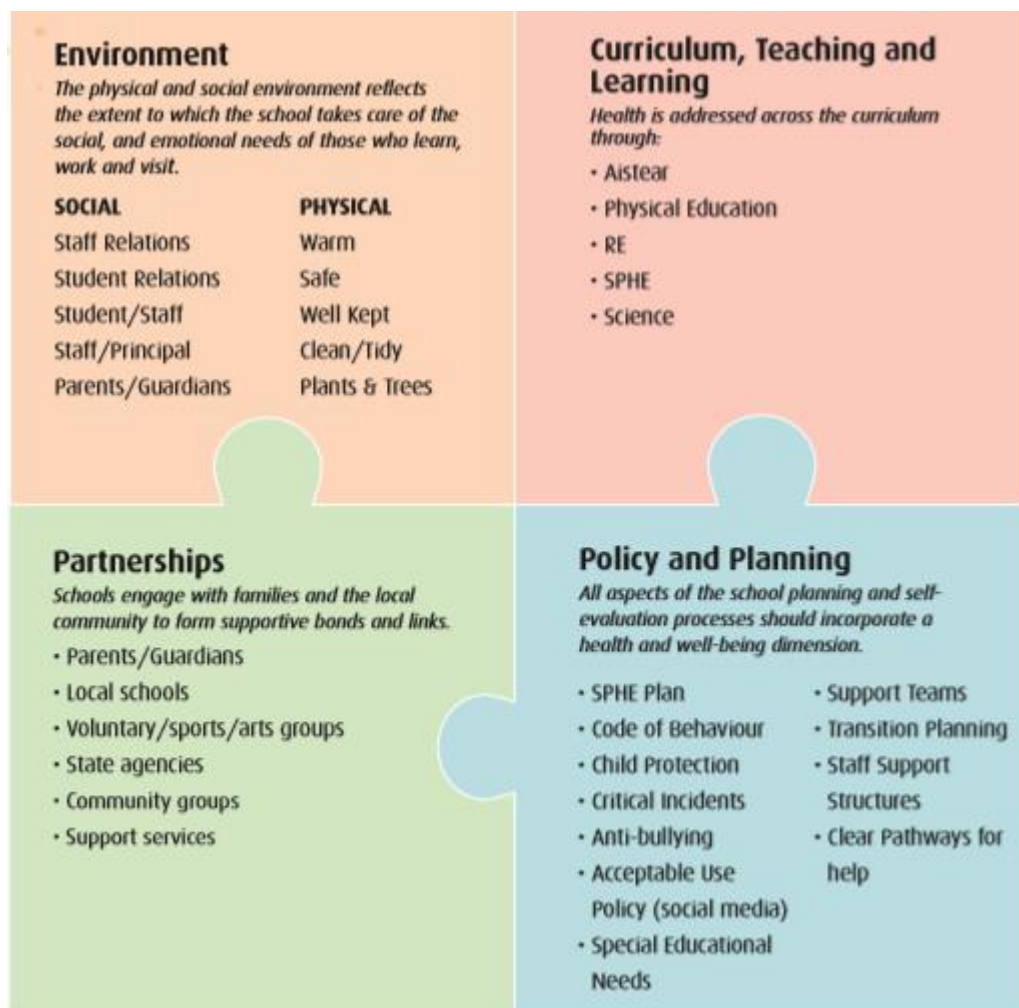 Environment
The physical and social environment reflects
the extent to which the school takes care of the
social, and emotional needs of those who learn,
work and visit.
SOCIAL
Staff Relations
Student Relations
Student/Staff
Staff/Principal
Parents/Guardians
PHYSICAL
Warm
Safe
Well Kept
Clean/Tidy
Plants & Trees
Curriculum, Teaching and
Learning
Health is addressed across the curriculum
through:
• Aistear
• Physical Education
• RE
• SPHE
• Science
Partnerships
Schools engage with families and the local
community to form supportive bonds and links.
• Parents/Guardians
• Local schools
• Voluntary/sports/arts groups
• State agencies
• Community groups
• Support services
Policy and Planning
All aspects of the school planning and self-
evaluation processes should incorporate a
health and well-being dimension.
• SPHE Plan
• Code of Behaviour
• Child Protection
• Critical Incidents
• Anti-bullying
• Acceptable Use
Policy (social media)
• Special Educational
Needs
• Support Teams
• Transition Planning
• Staff Support
Structures
• Clear Pathways for
help